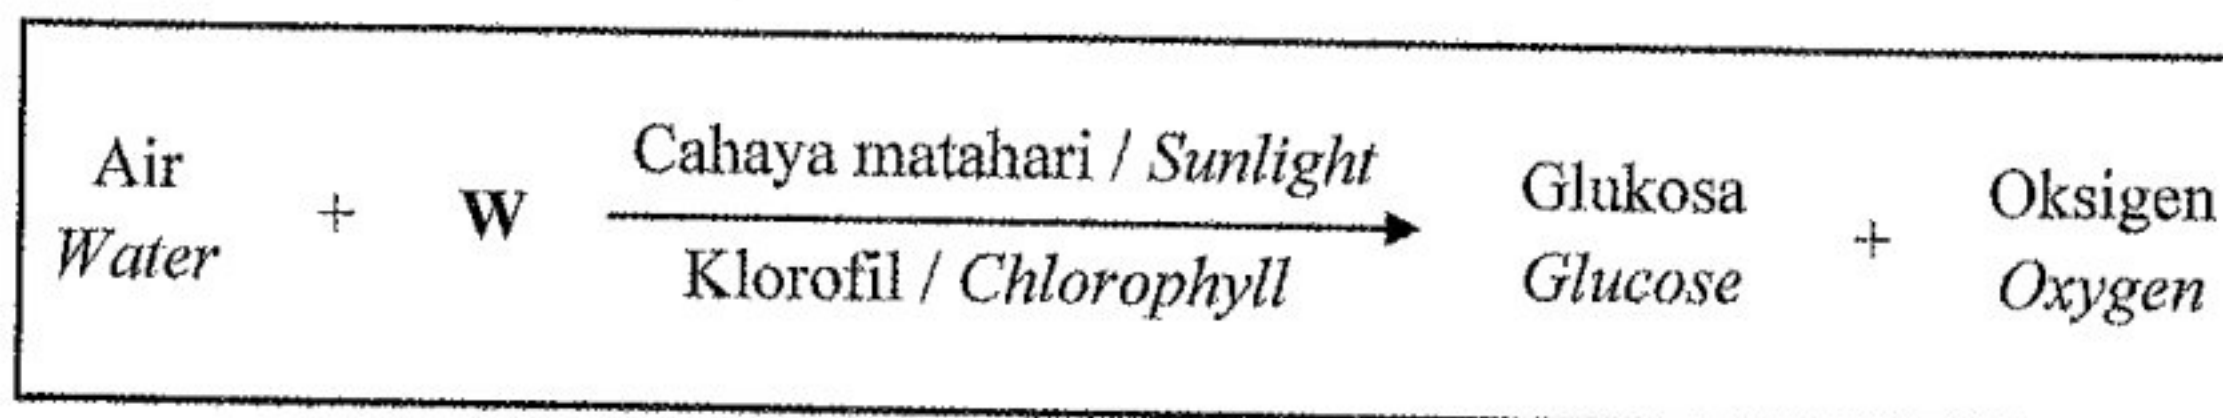 Air + W Cahaya matahari / Sunlight Glukosa + Oksigen
Water Klorofil / Chlorophyll Glucose Oxygen